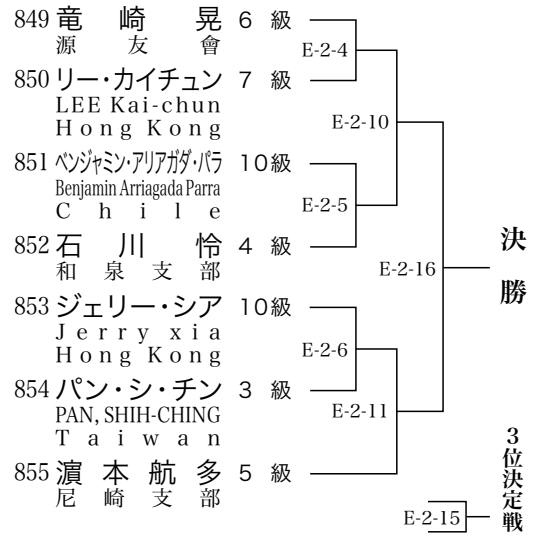 849 竜崎 晃 6 級
源友會
E-2-4
850 リー・カイチュン 7 級
LEE Kai-chun
Hong Kong
E-2-10
851 ベンジャミン・アリアガダ・パラ 10級
Benjamin Arriagada Parra
Chile
E-2-5
852 石川 怜 4 級
和泉支部
E-2-16
決勝
853 ジェリー・シア 10級
Jerry xia
Hong Kong
E-2-6
854 パン・シ・チン 3 級
PAN, SHIH-CHING
Taiwan
E-2-11
855 濵本航多 5 級
尼崎支部
3位決定戦
E-2-15